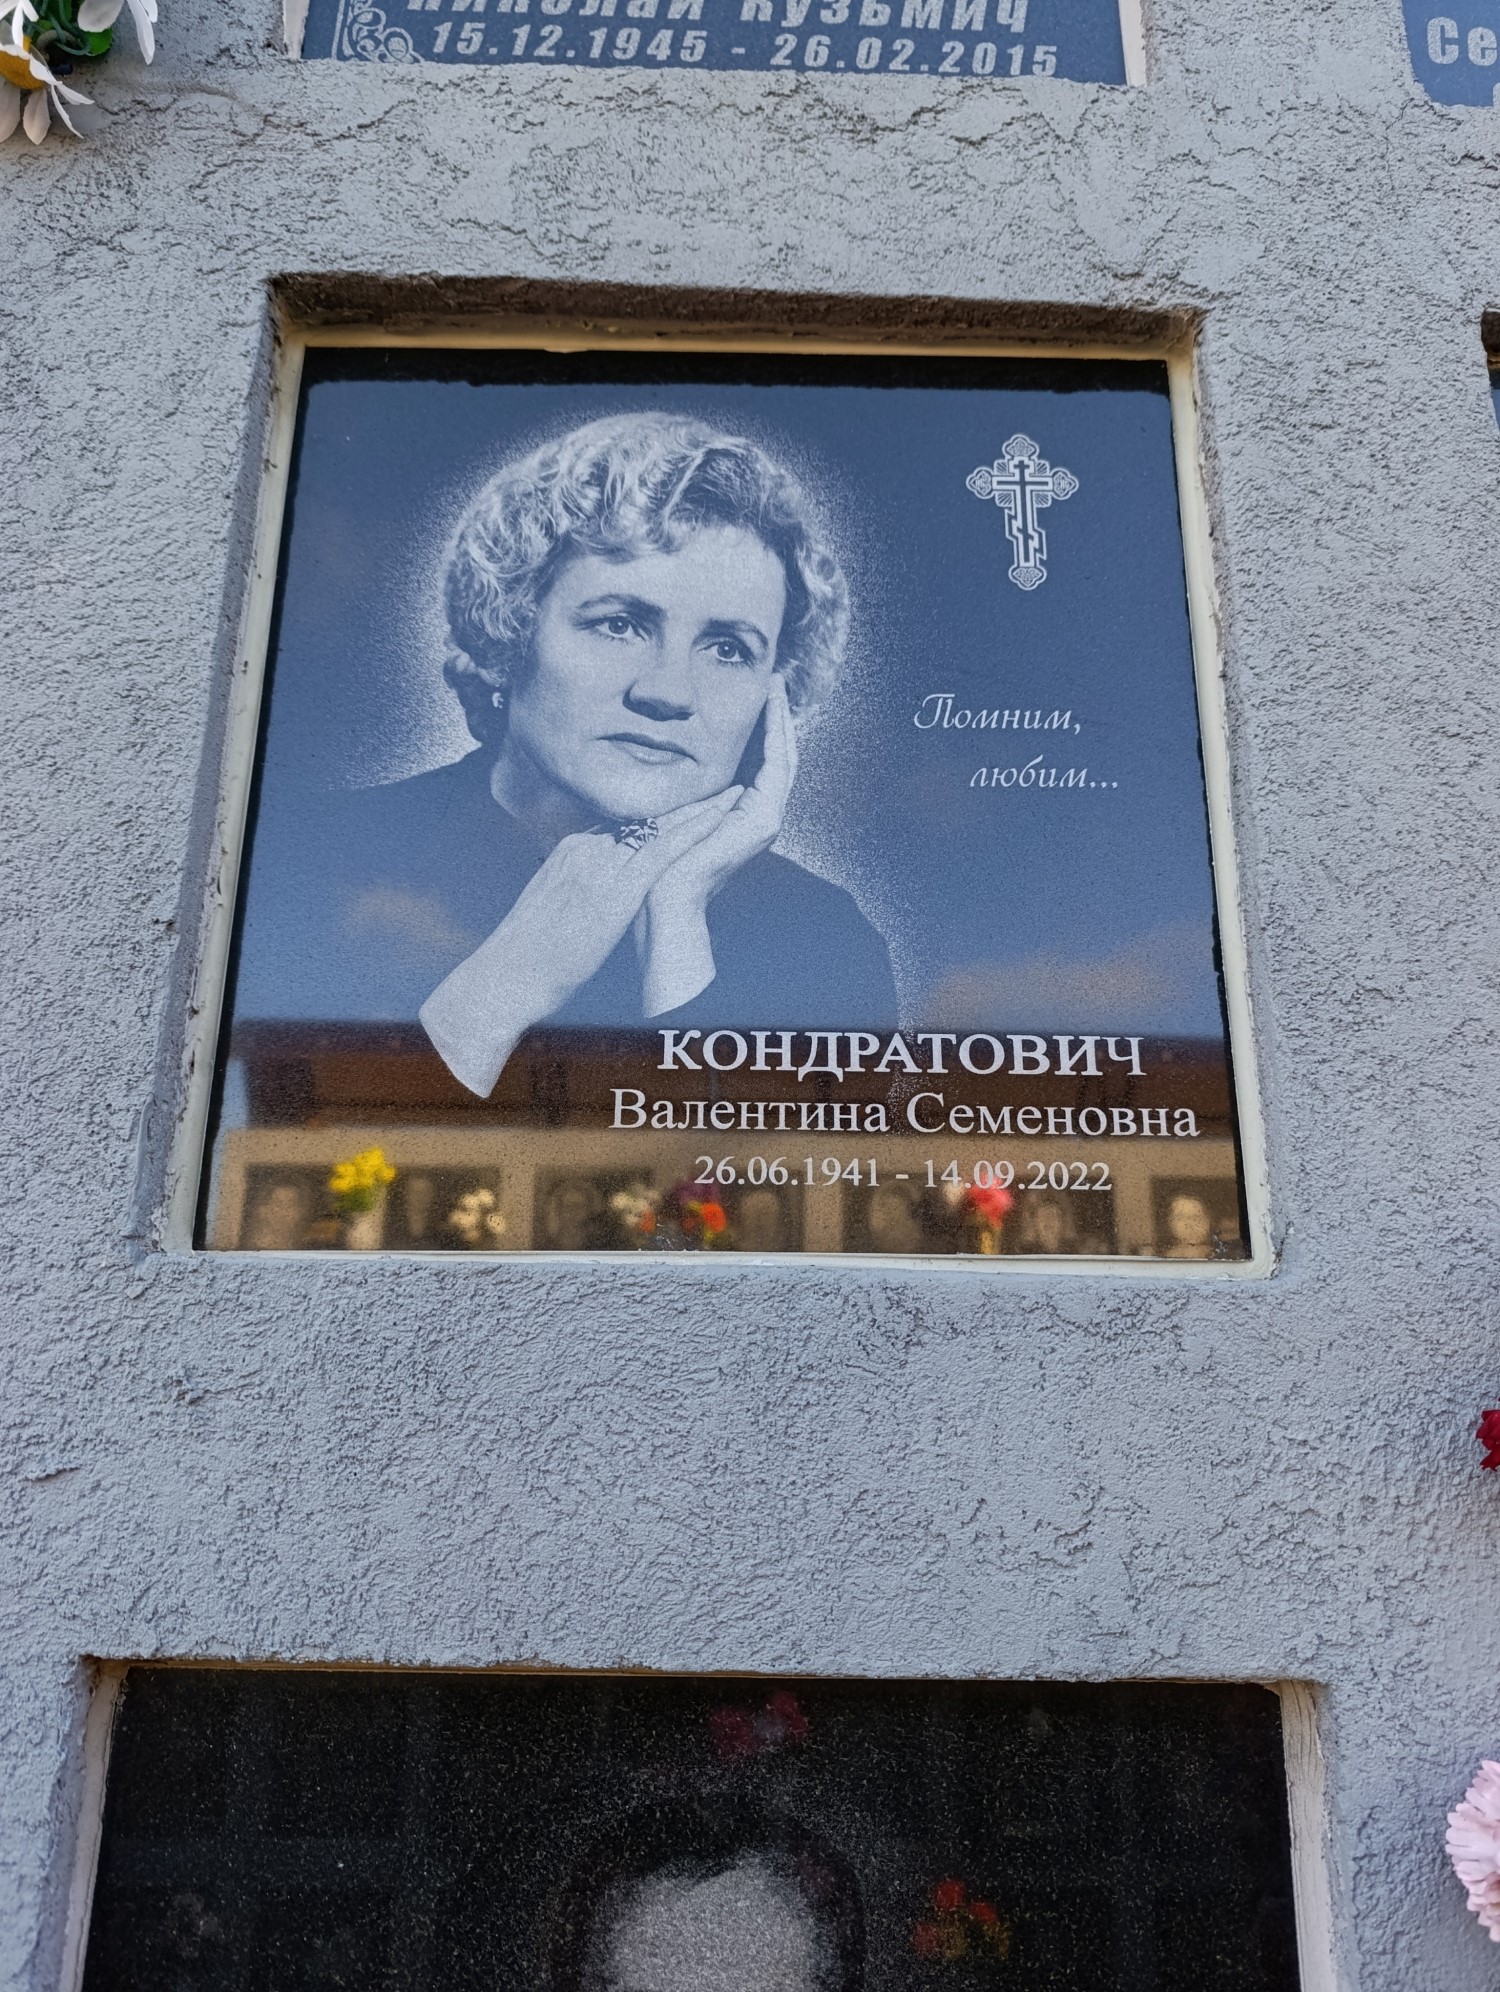 Николай Кузьмич
15.12.1945 - 26.02.2015
Се
Помним,
любим...
КОНДРАТОВИЧ
Валентина Семеновна
26.06.1941 - 14.09.2022